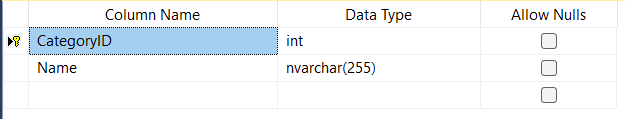 Column Name Data Type Allow Nulls
CategoryID int
Name nvarchar(255)